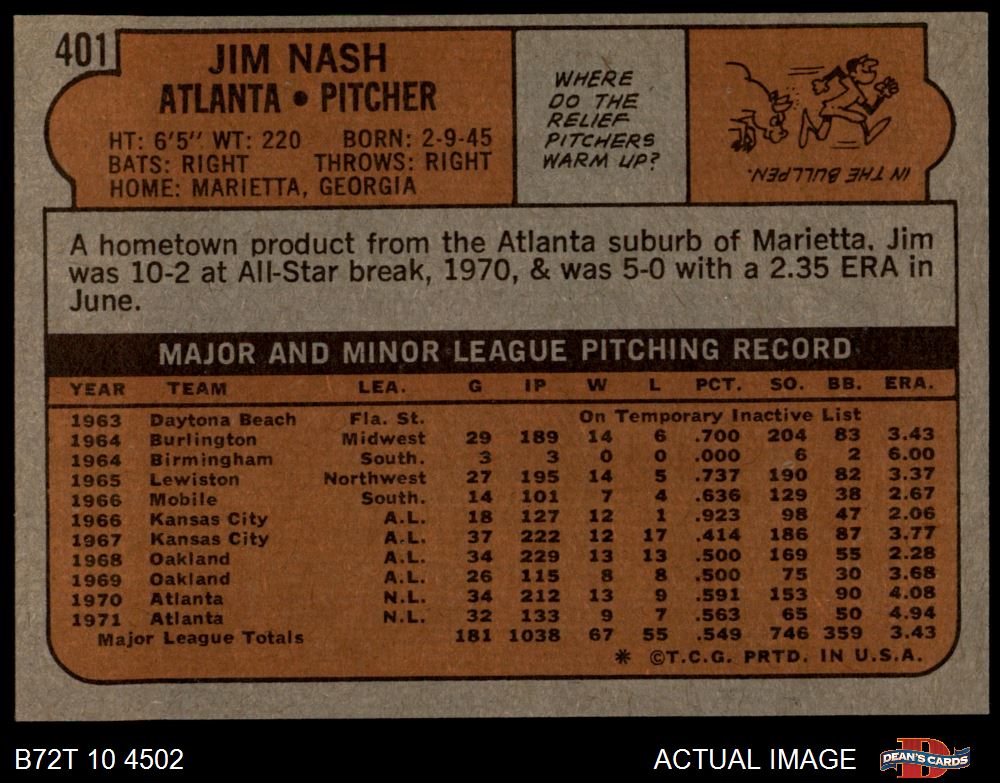 401
JIM NASH
ATLANTA • PITCHER
HT: 6'5" WT: 220 BORN: 2-9-45
BATS: RIGHT THROWS: RIGHT
HOME: MARIETTA, GEORGIA
WHERE
DO THE
RELIEF
PITCHERS
WARM UP?
IN THE BULLPEN.
A hometown product from the Atlanta suburb of Marietta, Jim
was 10-2 at All-Star break, 1970, & was 5-0 with a 2.35 ERA in
June.
MAJOR AND MINOR LEAGUE PITCHING RECORD
YEAR TEAM LEA. G IP W L PCT. SO. BB. ERA.
1963 Daytona Beach Fla. St. On Temporary Inactive List
1964 Burlington Midwest 29 189 14 6 .700 204 83 3.43
1964 Birmingham South. 3 3 0 0 .000 6 2 6.00
1965 Lewiston Northwest 27 195 14 5 .737 190 82 3.37
1966 Mobile South. 14 101 7 4 .636 129 38 2.67
1966 Kansas City A.L. 18 127 12 1 .923 98 47 2.06
1967 Kansas City A.L. 37 222 12 17 .414 186 87 3.77
1968 Oakland A.L. 34 229 13 13 .500 169 55 2.28
1969 Oakland A.L. 26 115 8 8 .500 75 30 3.68
1970 Atlanta N.L. 34 212 13 9 .591 153 90 4.08
1971 Atlanta N.L. 32 133 9 7 .563 65 50 4.94
Major League Totals 181 1038 67 55 .549 746 359 3.43
* ©T.C.G. PRTD. IN U.S.A.
B72T 10 4502 ACTUAL IMAGE DEAN'S CARDS